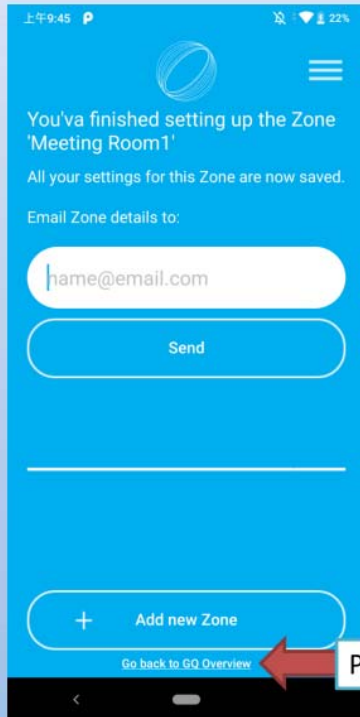 上午9:45 22%
You'va finished setting up the Zone
'Meeting Room1'
All your settings for this Zone are now saved.
Email Zone details to:
name@email.com
Send
+ Add new Zone
Go back to GQ Overview
P